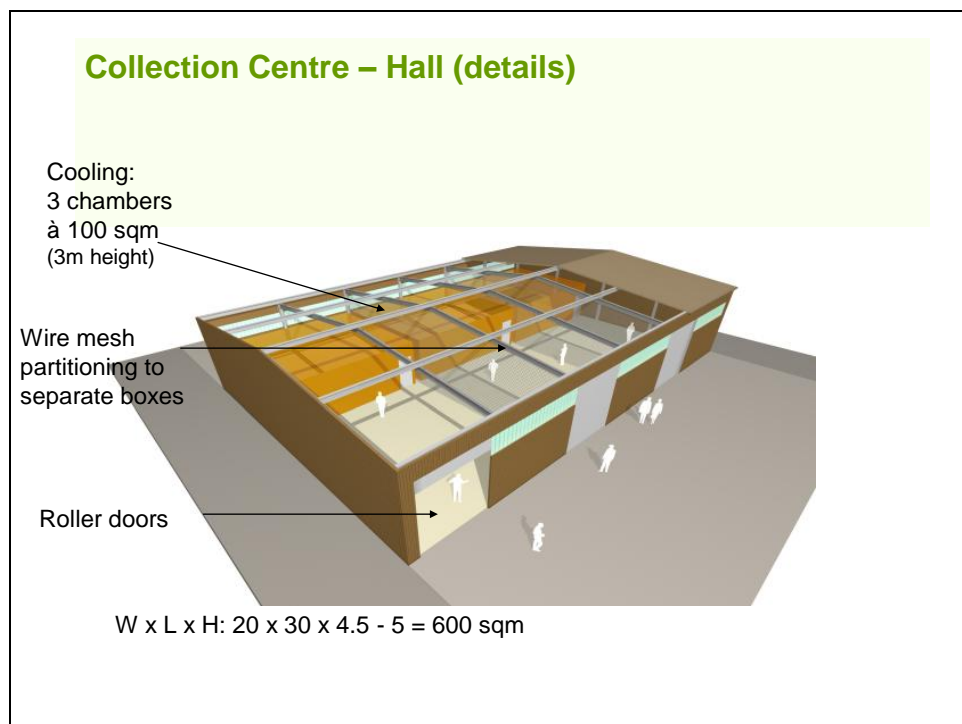 Collection Centre – Hall (details)
Cooling:
3 chambers
à 100 sqm
(3m height)
Wire mesh
partitioning to
separate boxes
Roller doors
W x L x H: 20 x 30 x 4.5 - 5 = 600 sqm